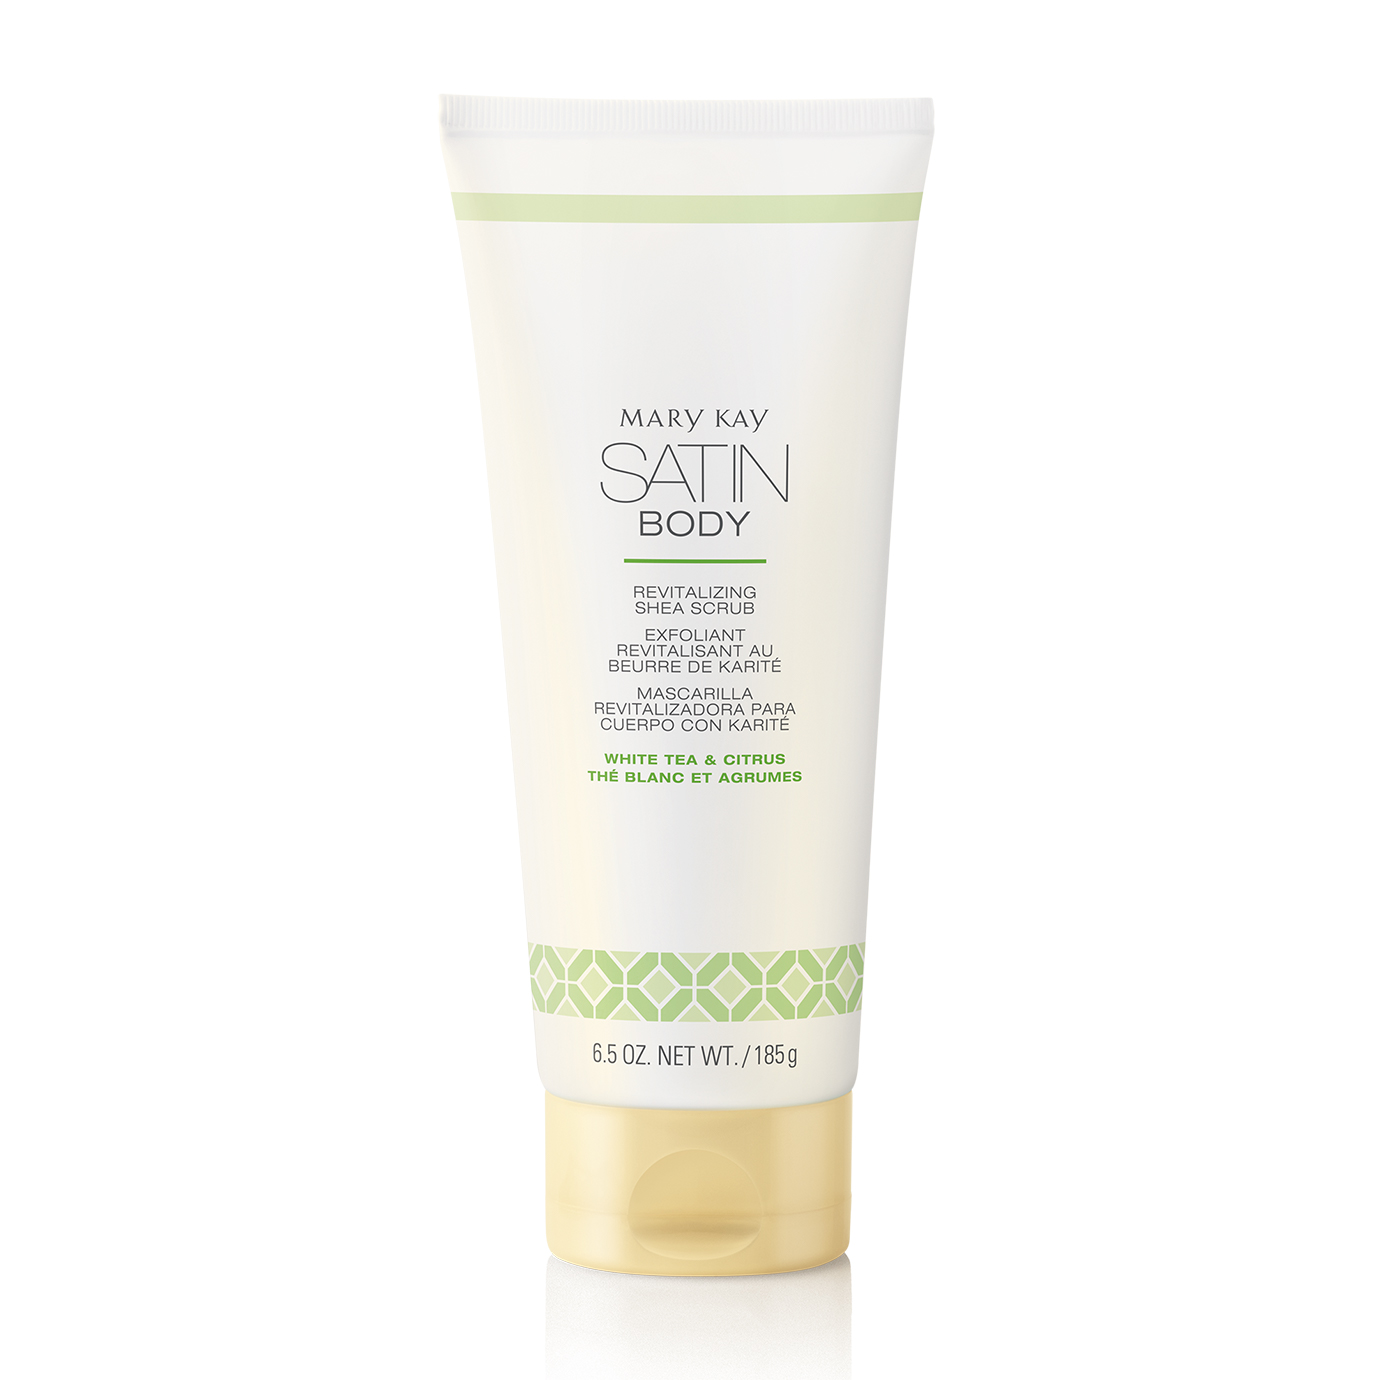 MARY KAY
SATIN
BODY
REVITALIZING
SHEA SCRUB
EXFOLIANT
REVITALISANT AU
BEURRE DE KARITÉ
MASCARILLA
REVITALIZADORA PARA
CUERPO CON KARITÉ
WHITE TEA & CITRUS
THÉ BLANC ET AGRUMES
6.5 OZ. NET WT. / 185 g